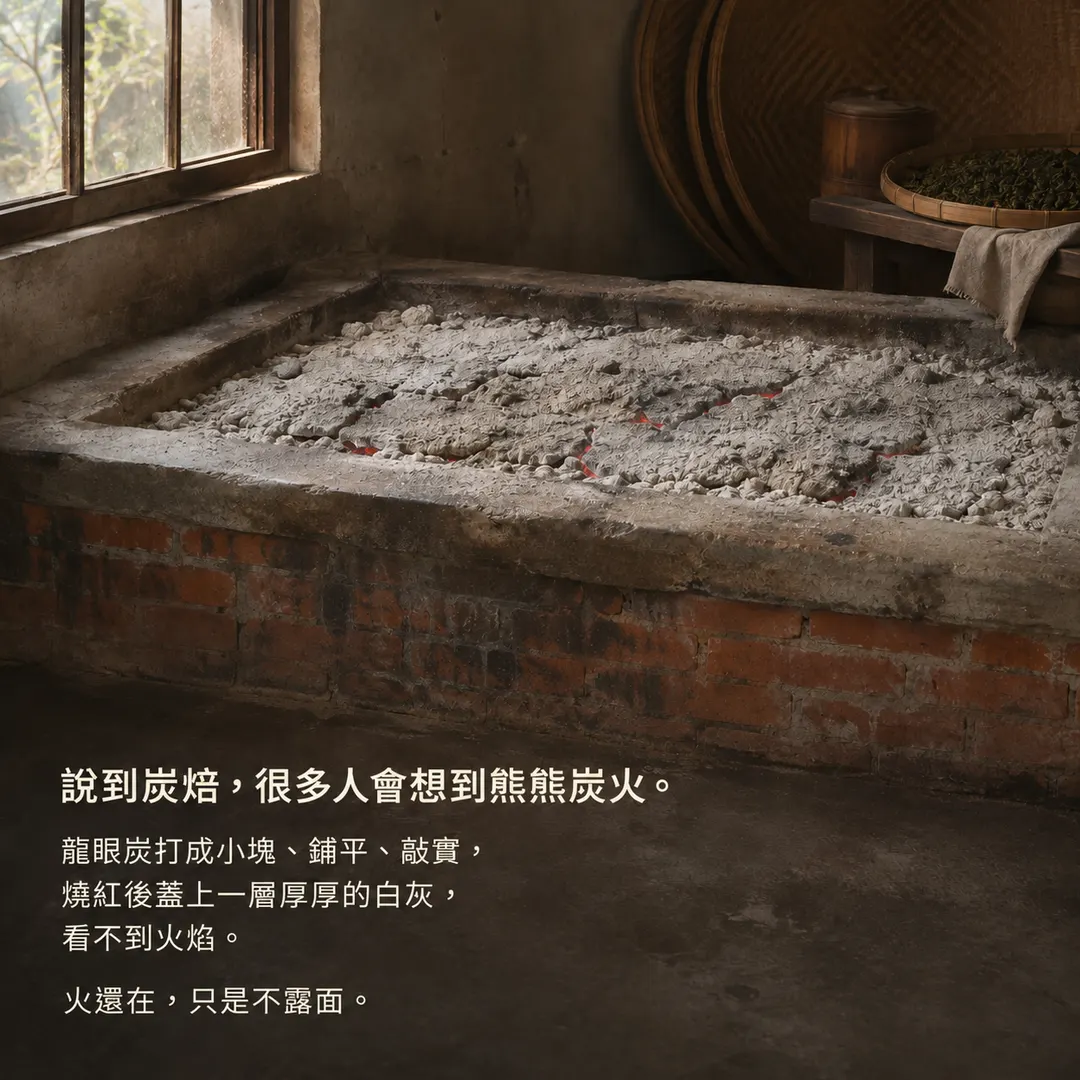 說到炭焙，很多人會想到熊熊炭火。
龍眼炭打成小塊、鋪平、敲實，
燒紅後蓋上一層厚厚的白灰，
看不到火焰。
火還在，只是不露面。